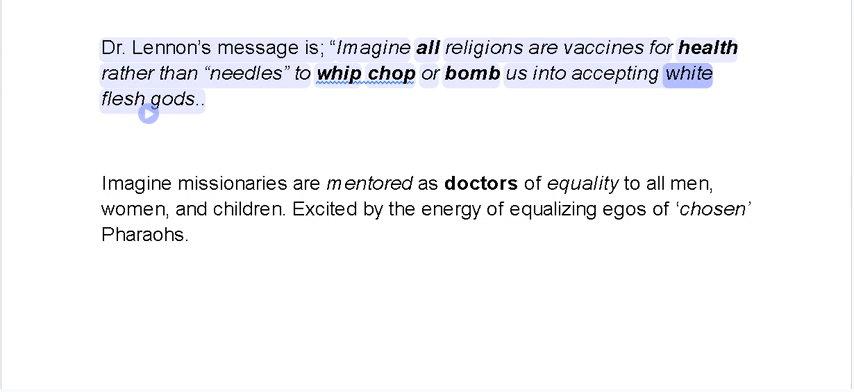 Dr. Lennon’s message is; “Imagine all religions are vaccines for health
rather than “needles” to whip chop or bomb us into accepting white
flesh gods..
Imagine missionaries are mentored as doctors of equality to all men,
women, and children. Excited by the energy of equalizing egos of ‘chosen’
Pharaohs.